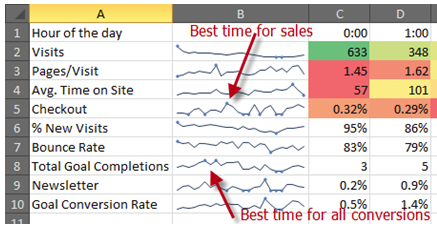 A B C D
Best time for sales
1 Hour of the day 0:00 1:00
2 Visits 633 348
3 Pages/Visit 1.45 1.62
4 Avg. Time on Site 57 101
5 Checkout 0.32% 0.29%
6 % New Visits 95% 86%
7 Bounce Rate 83% 79%
8 Total Goal Completions 3 5
9 Newsletter 0.2% 0.9%
10 Goal Conversion Rate 0.5% 1.4%
Best time for all conversions
11